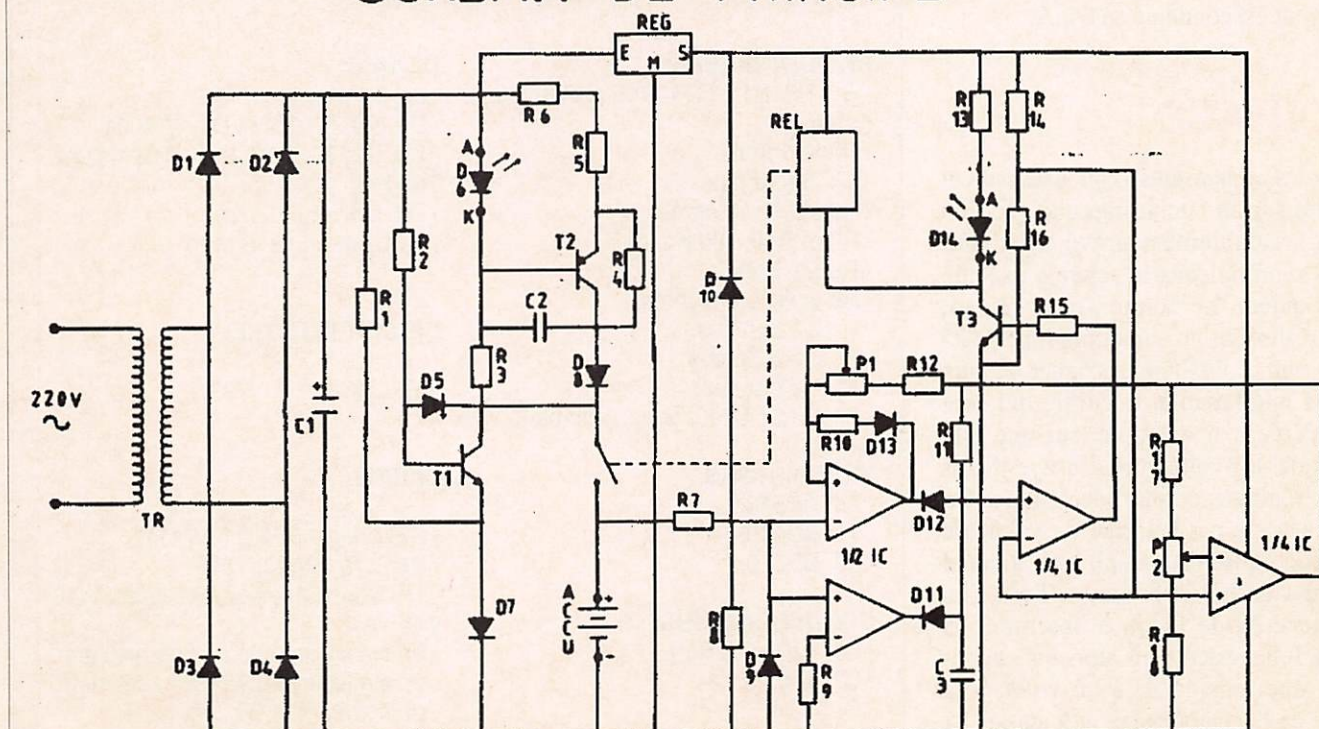 REG
E M S
R6
R 13
R 14
REL
D1
D2
A
D 6
K
R 5
R 2
T2
R 4
D 10
A
D14
K
R 16
R 1
C2
T3
R15
R 3
D 8
P1
R12
220V
~
D5
+
C1
R10
D13
R 11
R 17
T1
+
-
R7
D12
+
-
TR
1/2 IC
1/4 IC
P 2
-
+
1/4 IC
D7
ACCU
+
-
+
-
D11
R 8
D 9
R 9
C 3
R 18
D3
D4